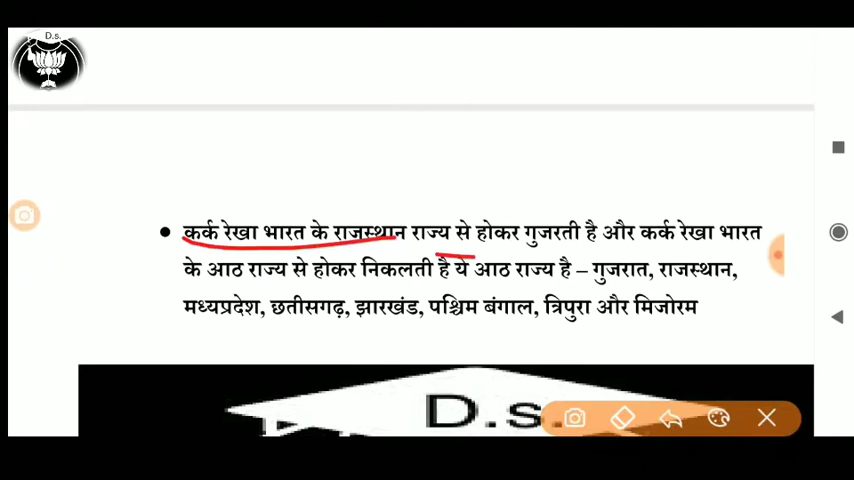 D.s.
कर्क रेखा भारत के राजस्थान राज्य से होकर गुजरती है और कर्क रेखा भारत
के आठ राज्य से होकर निकलती है ये आठ राज्य है – गुजरात, राजस्थान,
मध्यप्रदेश, छतीसगढ़, झारखंड, पश्चिम बंगाल, त्रिपुरा और मिजोरम
D.s.